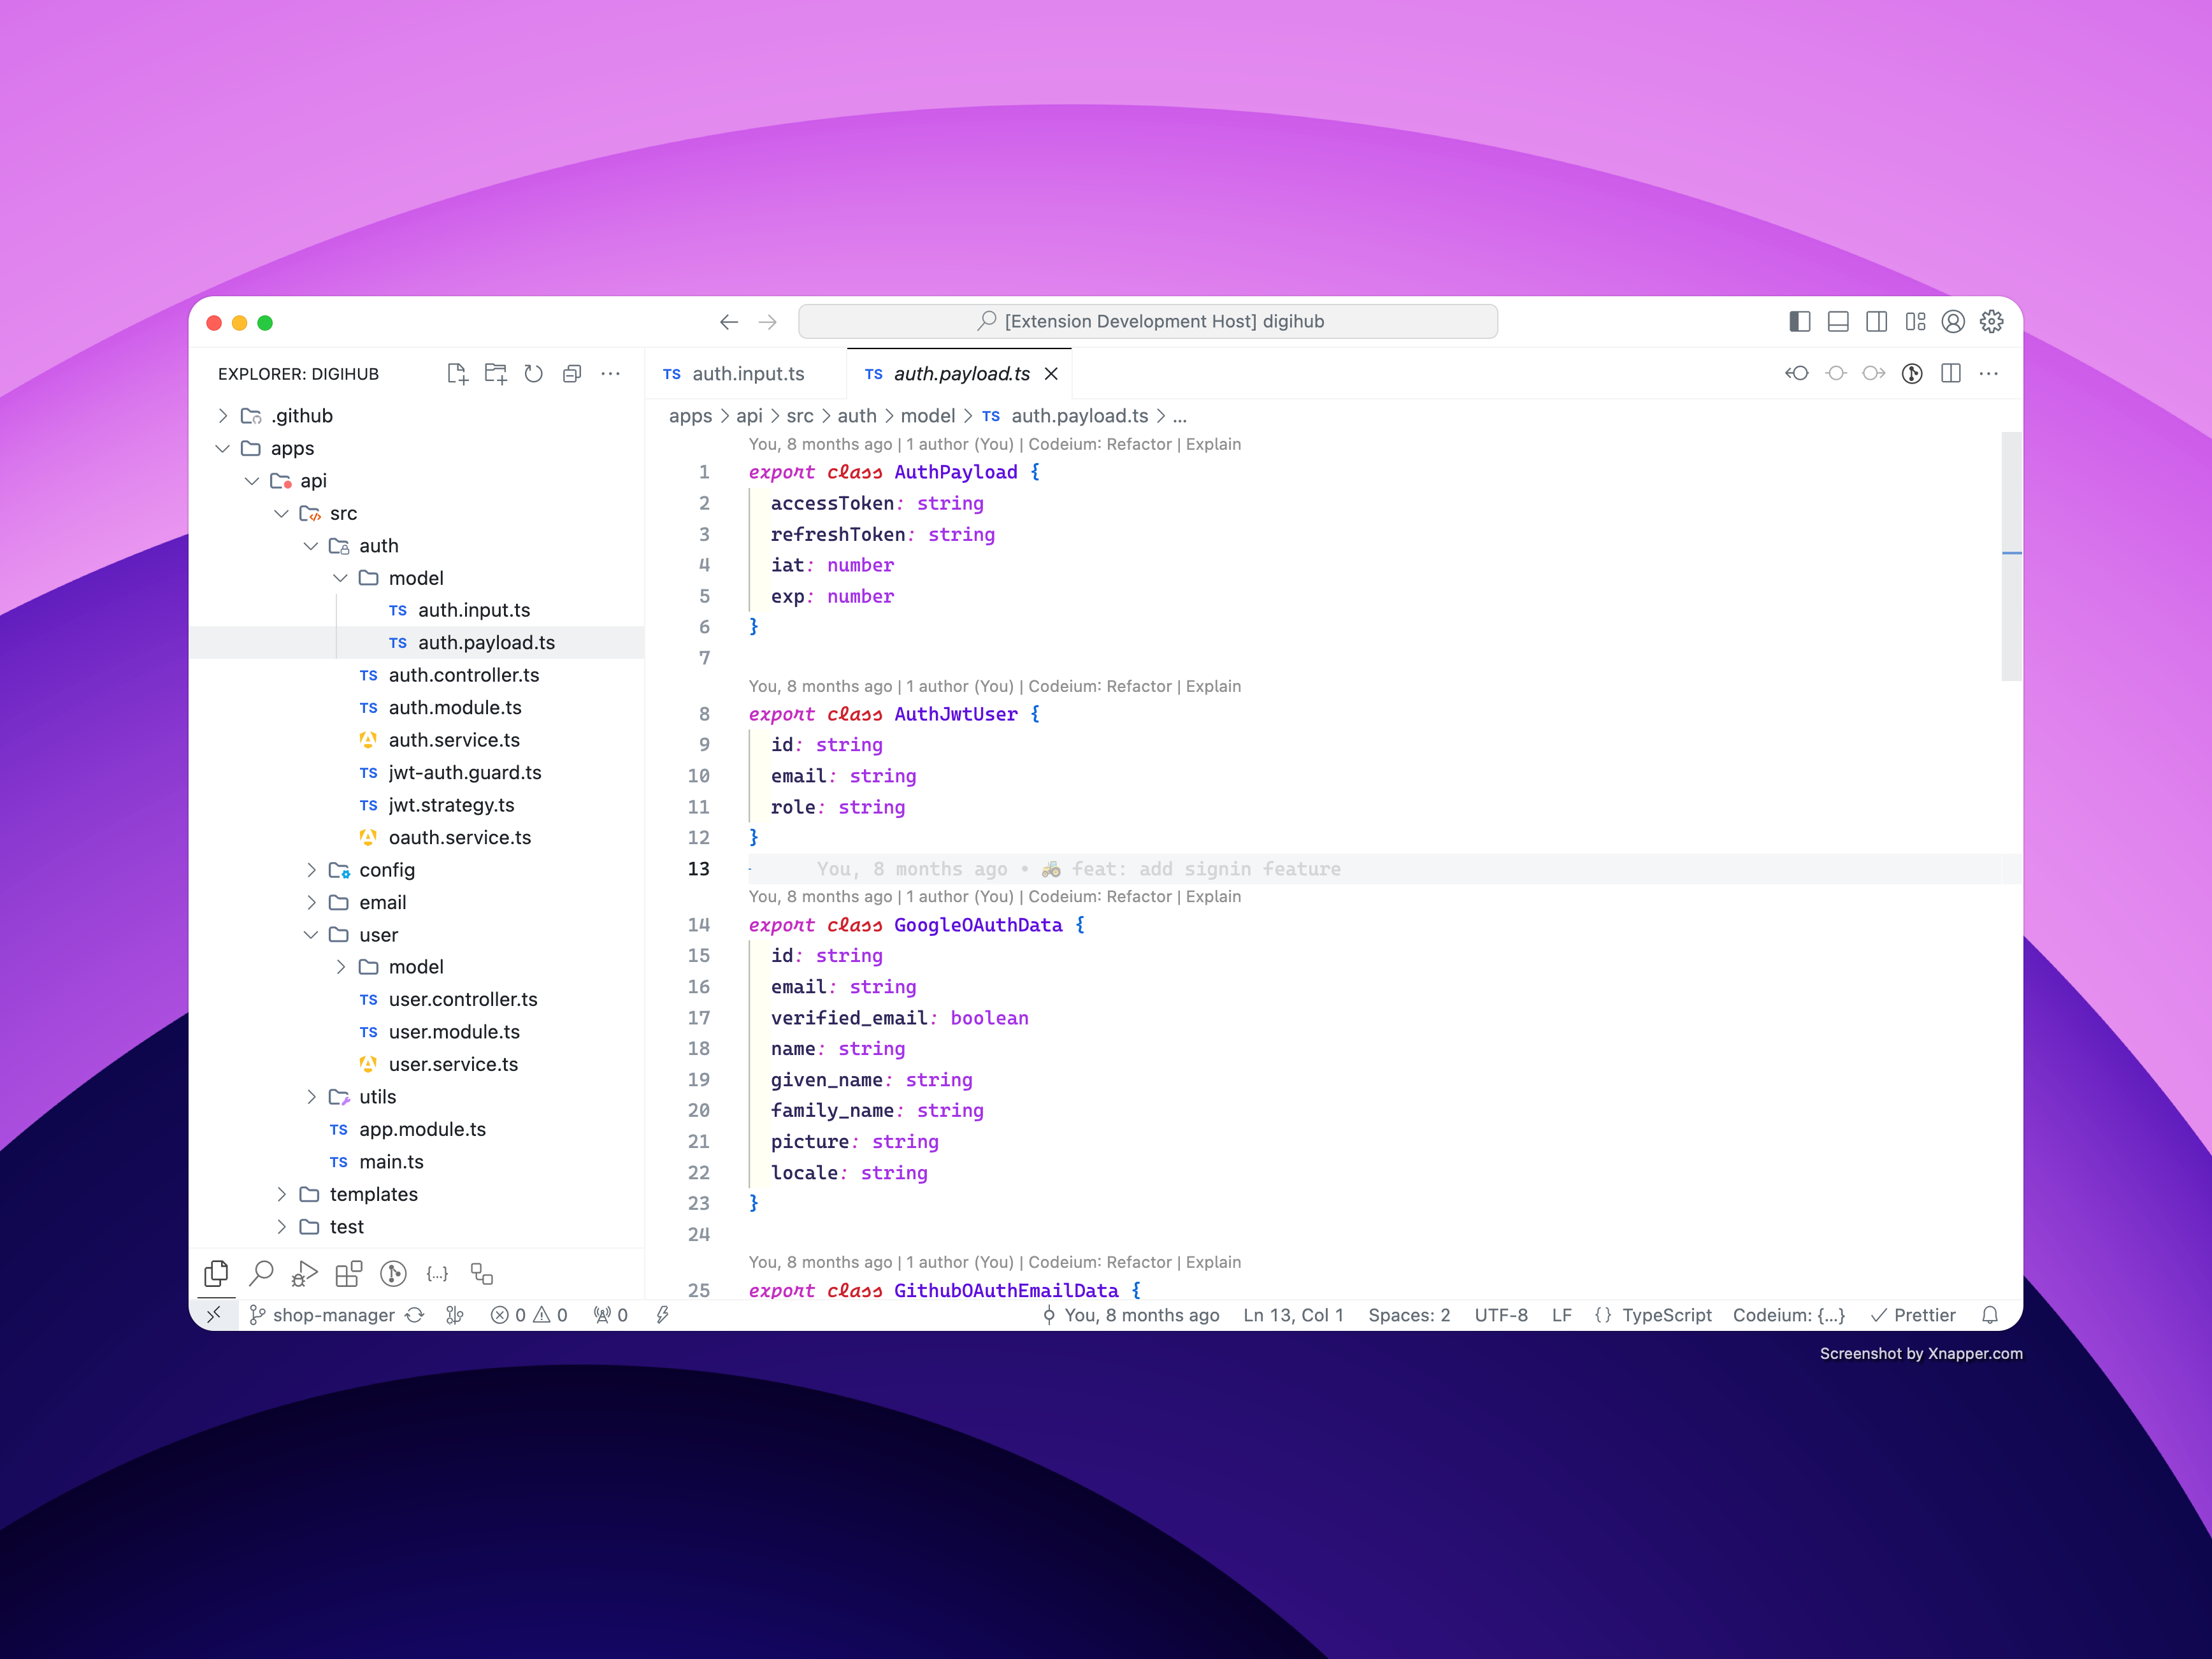 [Extension Development Host] digihub
EXPLORER: DIGIHUB
.github
apps
api
src
auth
model
TS auth.input.ts
TS auth.payload.ts
TS auth.controller.ts
TS auth.module.ts
auth.service.ts
TS jwt-auth.guard.ts
TS jwt.strategy.ts
oauth.service.ts
config
email
user
model
TS user.controller.ts
TS user.module.ts
user.service.ts
utils
TS app.module.ts
TS main.ts
templates
test
TS auth.input.ts
TS auth.payload.ts
apps > api > src > auth > model > TS auth.payload.ts > ...
You, 8 months ago | 1 author (You) | Codeium: Refactor | Explain
1 export class AuthPayload {
2 accessToken: string
3 refreshToken: string
4 iat: number
5 exp: number
6 }
7
You, 8 months ago | 1 author (You) | Codeium: Refactor | Explain
8 export class AuthJwtUser {
9 id: string
10 email: string
11 role: string
12 }
13 You, 8 months ago • 🚜 feat: add signin feature
You, 8 months ago | 1 author (You) | Codeium: Refactor | Explain
14 export class GoogleOAuthData {
15 id: string
16 email: string
17 verified_email: boolean
18 name: string
19 given_name: string
20 family_name: string
21 picture: string
22 locale: string
23 }
24
You, 8 months ago | 1 author (You) | Codeium: Refactor | Explain
25 export class GithubOAuthEmailData {
shop-manager 0 0 0 You, 8 months ago Ln 13, Col 1 Spaces: 2 UTF-8 LF {} TypeScript Codeium: {...} Prettier
Screenshot by Xnapper.com